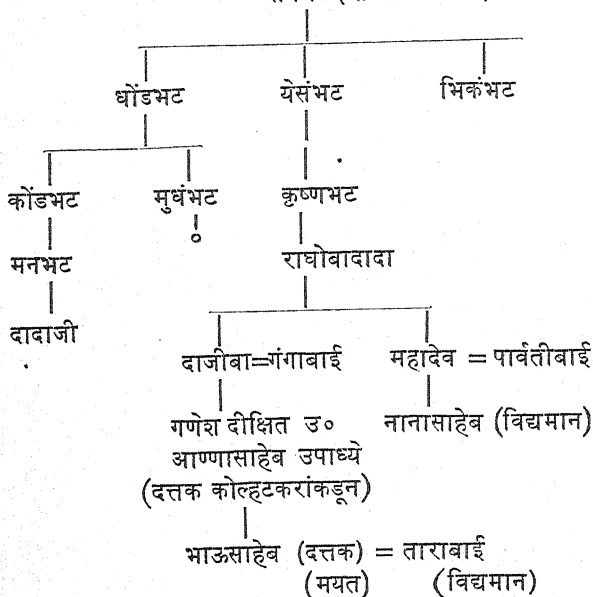 धोंडभट येसंभट भिकंभट
कोंडभट मुधंभट कृष्णभट
मनभट राघोबादादा
दादाजी
दाजीबा=गंगाबाई महादेव = पार्वतीबाई
गणेश दीक्षित उ० नानासाहेब (विद्यमान)
आण्णासाहेब उपाध्ये
(दत्तक कोल्हटकरांकडून)
भाऊसाहेब (दत्तक) = ताराबाई
(मयत) (विद्यमान)